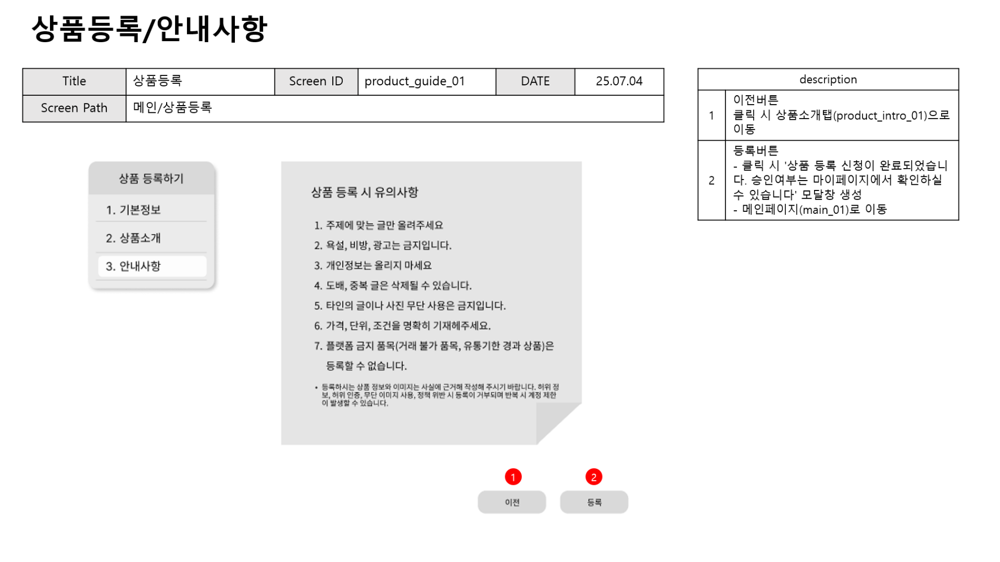 상품등록/안내사항
Title 상품등록 Screen ID product_guide_01 DATE 25.07.04
Screen Path 메인/상품등록
description
1 이전버튼
클릭 시 상품소개탭(product_intro_01)으로
이동
2 등록버튼
- 클릭 시 '상품 등록 신청이 완료되었습니
다. 승인여부는 마이페이지에서 확인하실
수 있습니다' 모달창 생성
- 메인페이지(main_01)로 이동
상품 등록하기
1. 기본정보
2. 상품소개
3. 안내사항
상품 등록 시 유의사항
1. 주제에 맞는 글만 올려주세요
2. 욕설, 비방, 광고는 금지입니다.
3. 개인정보는 올리지 마세요
4. 도배, 중복 글은 삭제될 수 있습니다.
5. 타인의 글이나 사진 무단 사용은 금지입니다.
6. 가격, 단위, 조건을 명확히 기재헤주세요.
7. 플랫폼 금지 품목(거래 불가 품목, 유통기한 경과 상품)은
등록할 수 없습니다.
• 등록하시는 상품 정보와 이미지는 사실에 근거해 작성해 주시기 바랍니다. 허위 정
보, 허위 인증, 무단 이미지 사용, 정책 위반 시 등록이 거부되며 반복 시 계정 제한
이 발생할 수 있습니다.
1 2
이전 등록